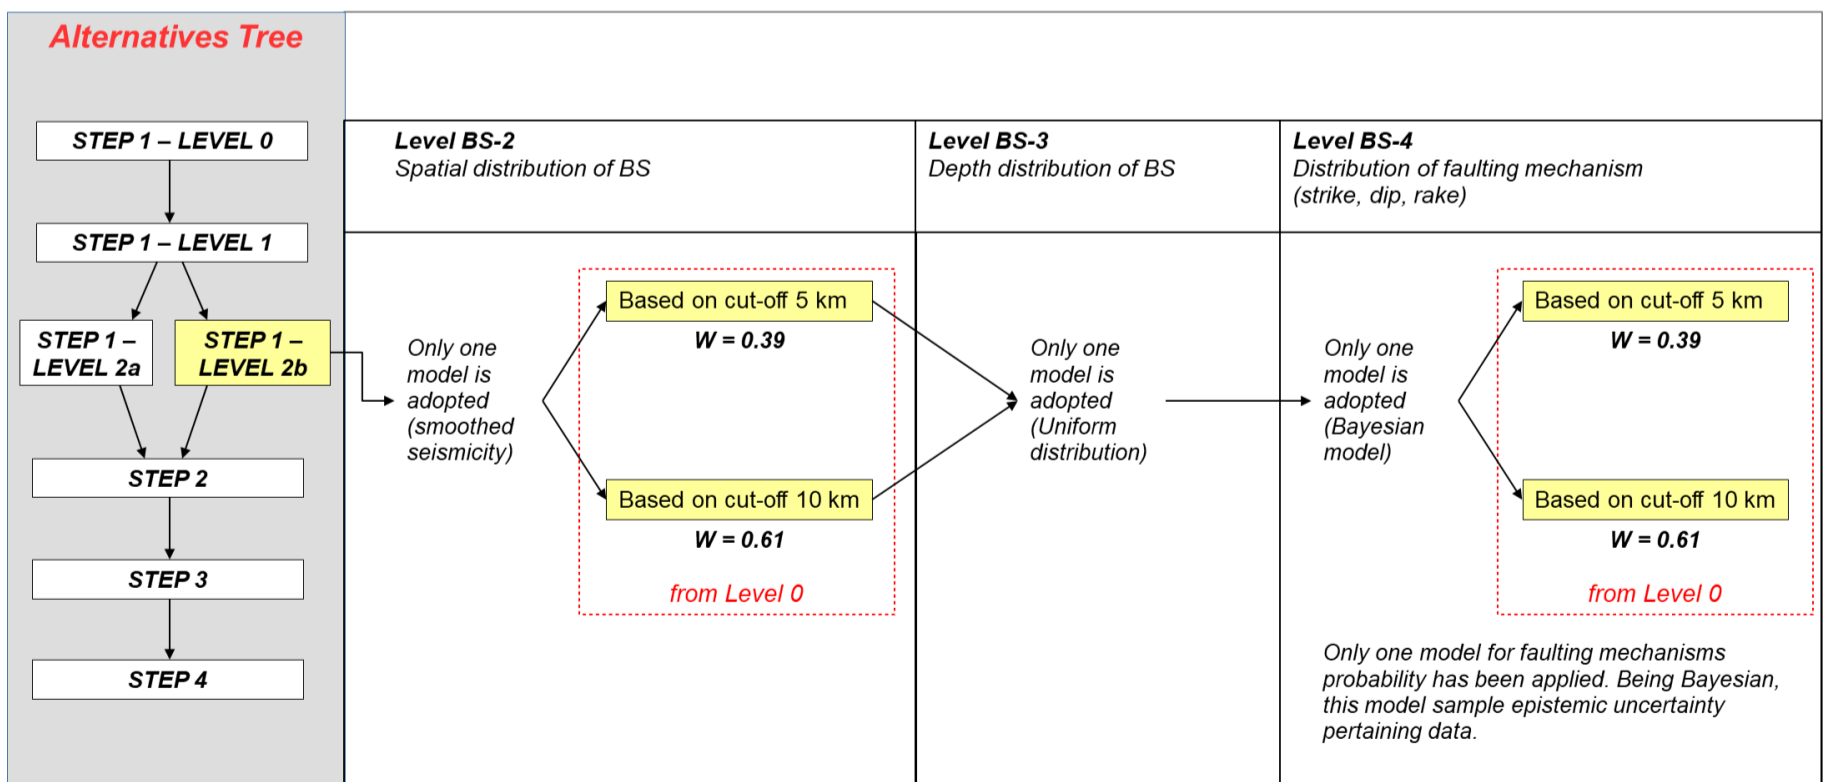 Alternatives Tree
STEP 1 – LEVEL 0
STEP 1 – LEVEL 1
STEP 1 –
LEVEL 2a
STEP 1 –
LEVEL 2b
STEP 2
STEP 3
STEP 4
Level BS-2
Spatial distribution of BS
Only one
model is
adopted
(smoothed
seismicity)
Based on cut-off 5 km
W = 0.39
Based on cut-off 10 km
W = 0.61
from Level 0
Level BS-3
Depth distribution of BS
Only one
model is
adopted
(Uniform
distribution)
Level BS-4
Distribution of faulting mechanism
(strike, dip, rake)
Only one
model is
adopted
(Bayesian
model)
Based on cut-off 5 km
W = 0.39
Based on cut-off 10 km
W = 0.61
from Level 0
Only one model for faulting mechanisms
probability has been applied. Being Bayesian,
this model sample epistemic uncertainty
pertaining data.